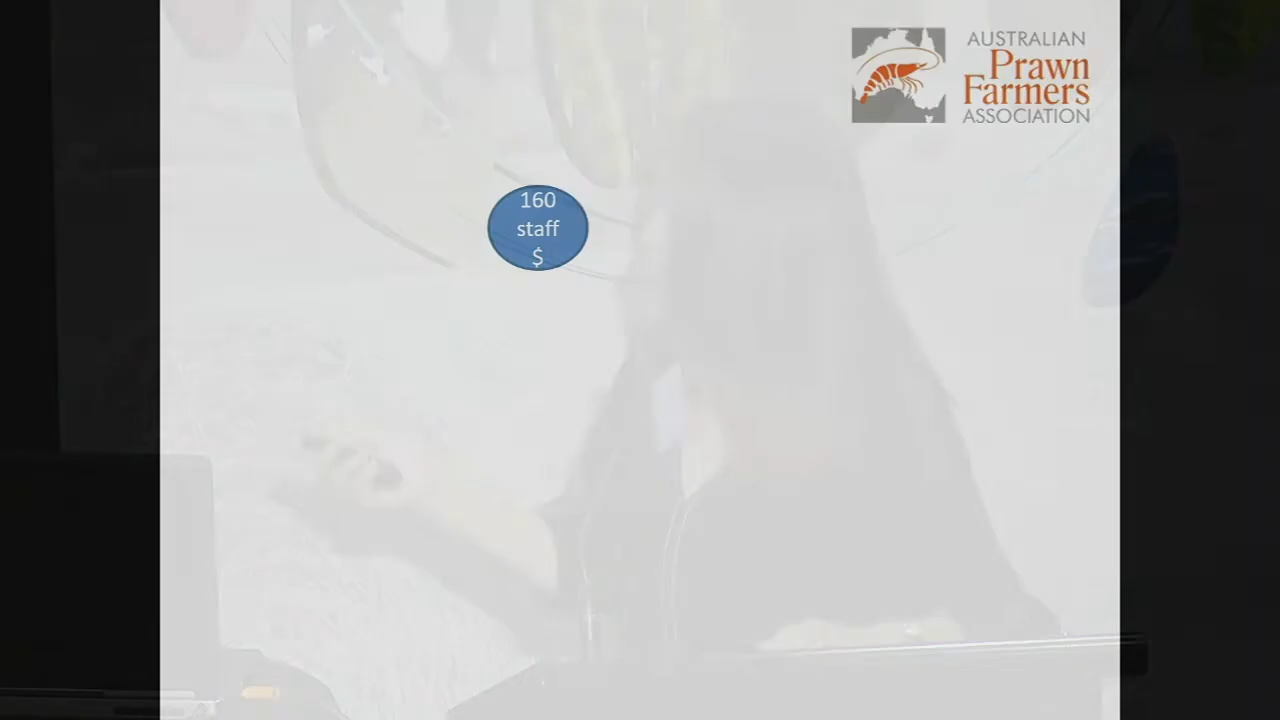 AUSTRALIAN
Prawn
Farmers
ASSOCIATION
160
staff
$